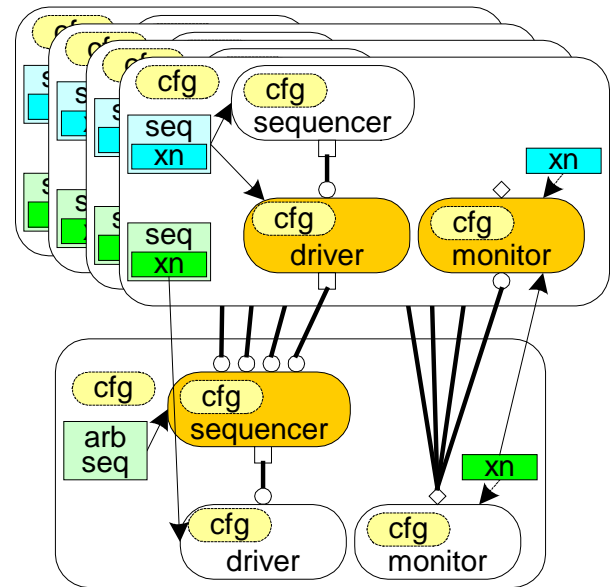 cfg
cfg
sequencer
seq
xn
xn
cfg
driver
cfg
monitor
seq
xn
cfg
cfg
sequencer
arb
seq
xn
cfg
driver
cfg
monitor